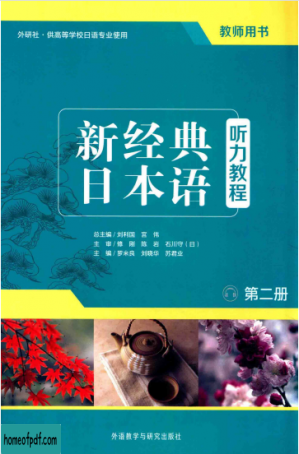 外研社·供高等学校日语专业使用
教师用书
新经典
日本语
听力教程
总主编/刘利国 宫伟
主审/修刚 陈岩 石川守(日)
主编/罗米良 刘晓华 苏君业
第二册
外语教学与研究出版社
homeofpdf.com